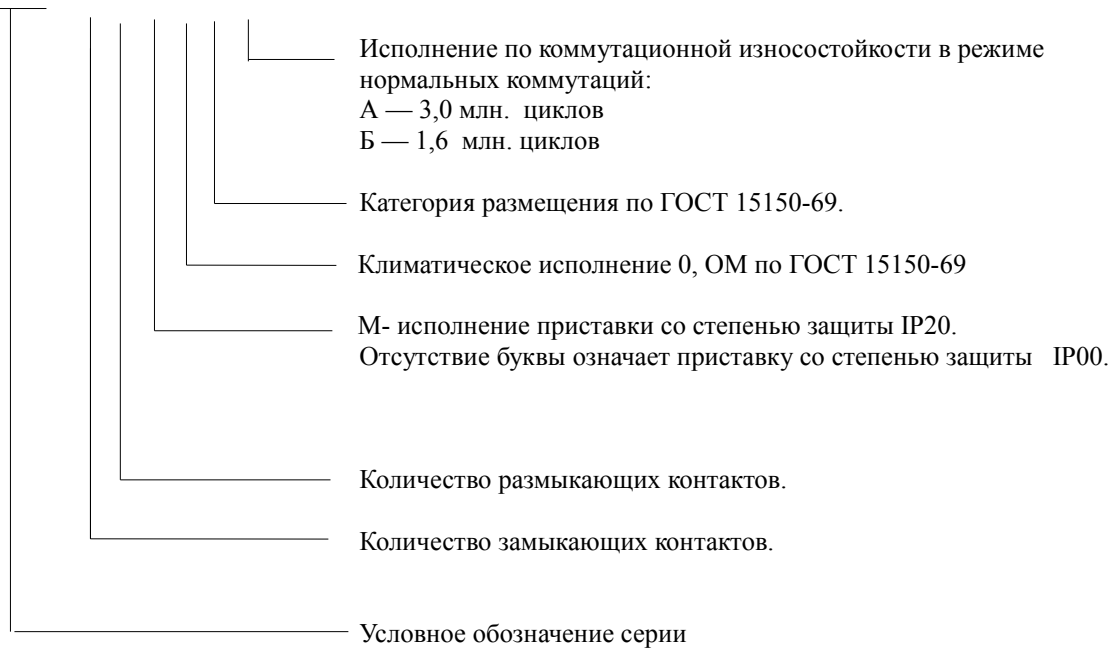 Исполнение по коммутационной износостойкости в режиме
нормальных коммутаций:
А — 3,0 млн. циклов
Б — 1,6 млн. циклов
Категория размещения по ГОСТ 15150-69.
Климатическое исполнение 0, ОМ по ГОСТ 15150-69
М- исполнение приставки со степенью защиты IP20.
Отсутствие буквы означает приставку со степенью защиты IP00.
Количество размыкающих контактов.
Количество замыкающих контактов.
Условное обозначение серии